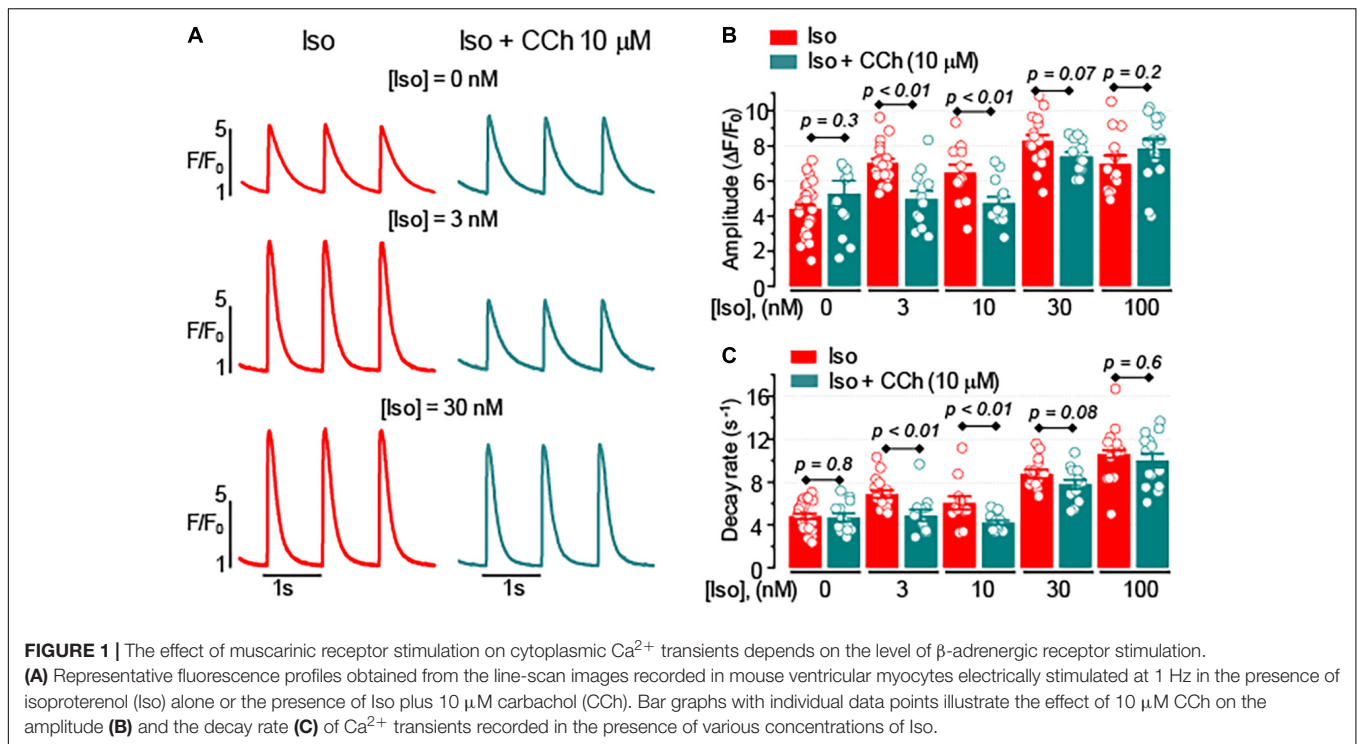 A
Iso
Iso + CCh 10 µM
[Iso] = 0 nM
5
F/F0
1
[Iso] = 3 nM
5
F/F0
1
[Iso] = 30 nM
5
F/F0
1
1s
1s
B
Iso
Iso + CCh (10 µM)
p = 0.3
p < 0.01
p < 0.01
p = 0.07
p = 0.2
Amplitude (ΔF/F0)
10
8
6
4
2
0
[Iso], (nM)
0
3
10
30
100
C
Iso
Iso + CCh (10 µM)
p = 0.8
p < 0.01
p < 0.01
p = 0.08
p = 0.6
Decay rate (s⁻¹)
16
12
8
4
0
[Iso], (nM)
0
3
10
30
100
FIGURE 1 | The effect of muscarinic receptor stimulation on cytoplasmic Ca²⁺ transients depends on the level of β-adrenergic receptor stimulation.
(A) Representative fluorescence profiles obtained from the line-scan images recorded in mouse ventricular myocytes electrically stimulated at 1 Hz in the presence of
isoproterenol (Iso) alone or the presence of Iso plus 10 µM carbachol (CCh). Bar graphs with individual data points illustrate the effect of 10 µM CCh on the
amplitude (B) and the decay rate (C) of Ca²⁺ transients recorded in the presence of various concentrations of Iso.